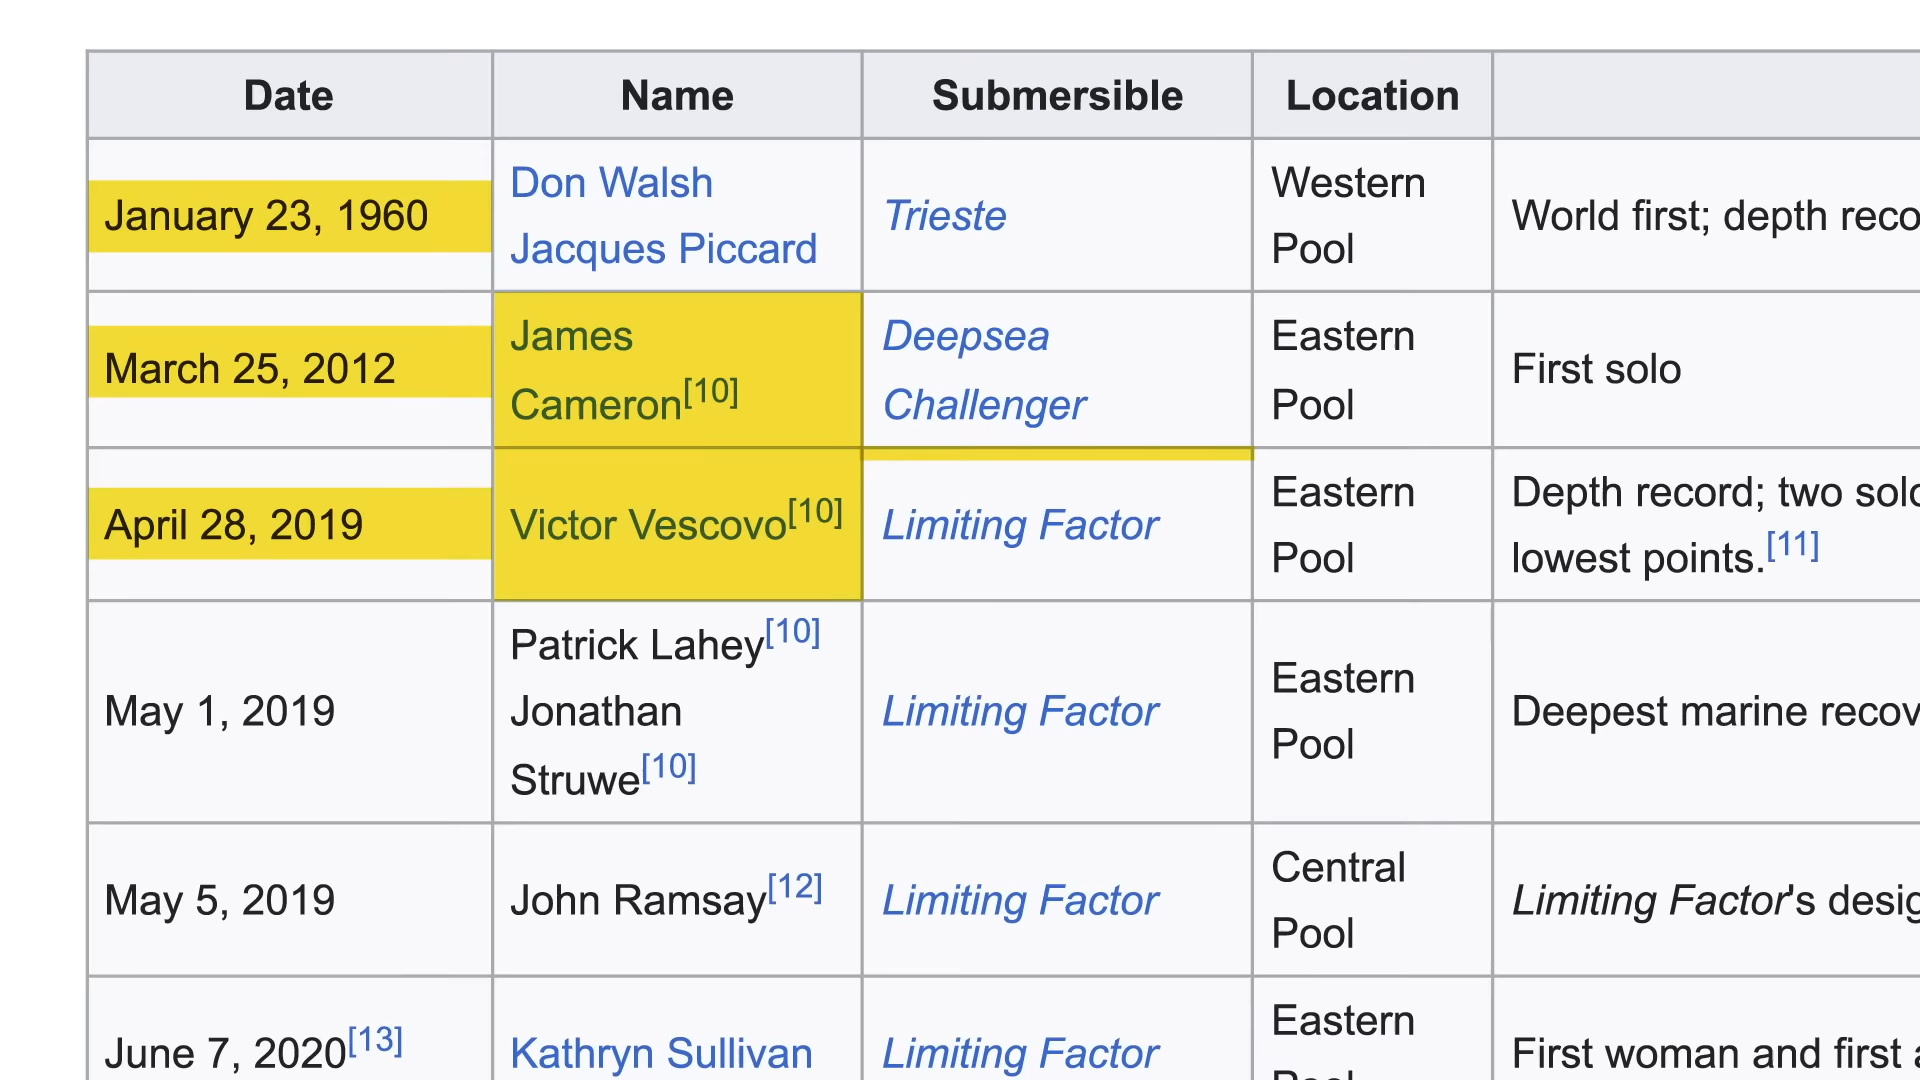 Date Name Submersible Location
January 23, 1960 Don Walsh Jacques Piccard Trieste Western Pool World first; depth reco
March 25, 2012 James Cameron[10] Deepsea Challenger Eastern Pool First solo
April 28, 2019 Victor Vescovo[10] Limiting Factor Eastern Pool Depth record; two solo lowest points.[11]
May 1, 2019 Patrick Lahey[10] Jonathan Struwe[10] Limiting Factor Eastern Pool Deepest marine recov
May 5, 2019 John Ramsay[12] Limiting Factor Central Pool Limiting Factor's desig
June 7, 2020[13] Kathryn Sullivan Limiting Factor Eastern Pool First woman and first a